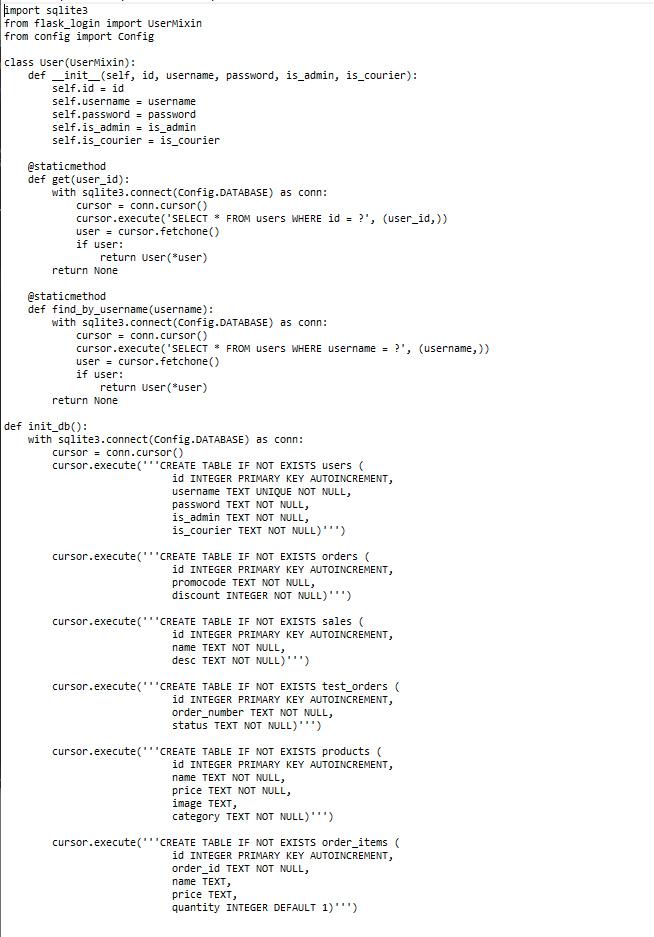 import sqlite3
from flask_login import UserMixin
from config import Config

class User(UserMixin):
    def __init__(self, id, username, password, is_admin, is_courier):
        self.id = id
        self.username = username
        self.password = password
        self.is_admin = is_admin
        self.is_courier = is_courier

    @staticmethod
    def get(user_id):
        with sqlite3.connect(Config.DATABASE) as conn:
            cursor = conn.cursor()
            cursor.execute('SELECT * FROM users WHERE id = ?', (user_id,))
            user = cursor.fetchone()
            if user:
                return User(*user)
        return None

    @staticmethod
    def find_by_username(username):
        with sqlite3.connect(Config.DATABASE) as conn:
            cursor = conn.cursor()
            cursor.execute('SELECT * FROM users WHERE username = ?', (username,))
            user = cursor.fetchone()
            if user:
                return User(*user)
        return None

def init_db():
    with sqlite3.connect(Config.DATABASE) as conn:
        cursor = conn.cursor()
        cursor.execute('''CREATE TABLE IF NOT EXISTS users (
                            id INTEGER PRIMARY KEY AUTOINCREMENT,
                            username TEXT UNIQUE NOT NULL,
                            password TEXT NOT NULL,
                            is_admin TEXT NOT NULL,
                            is_courier TEXT NOT NULL)''')

        cursor.execute('''CREATE TABLE IF NOT EXISTS orders (
                            id INTEGER PRIMARY KEY AUTOINCREMENT,
                            promocode TEXT NOT NULL,
                            discount INTEGER NOT NULL)''')

        cursor.execute('''CREATE TABLE IF NOT EXISTS sales (
                            id INTEGER PRIMARY KEY AUTOINCREMENT,
                            name TEXT NOT NULL,
                            desc TEXT NOT NULL)''')

        cursor.execute('''CREATE TABLE IF NOT EXISTS test_orders (
                            id INTEGER PRIMARY KEY AUTOINCREMENT,
                            order_number TEXT NOT NULL,
                            status TEXT NOT NULL)''')

        cursor.execute('''CREATE TABLE IF NOT EXISTS products (
                            id INTEGER PRIMARY KEY AUTOINCREMENT,
                            name TEXT NOT NULL,
                            price TEXT NOT NULL,
                            image TEXT,
                            category TEXT NOT NULL)''')

        cursor.execute('''CREATE TABLE IF NOT EXISTS order_items (
                            id INTEGER PRIMARY KEY AUTOINCREMENT,
                            order_id TEXT NOT NULL,
                            name TEXT,
                            price TEXT,
                            quantity INTEGER DEFAULT 1)''')